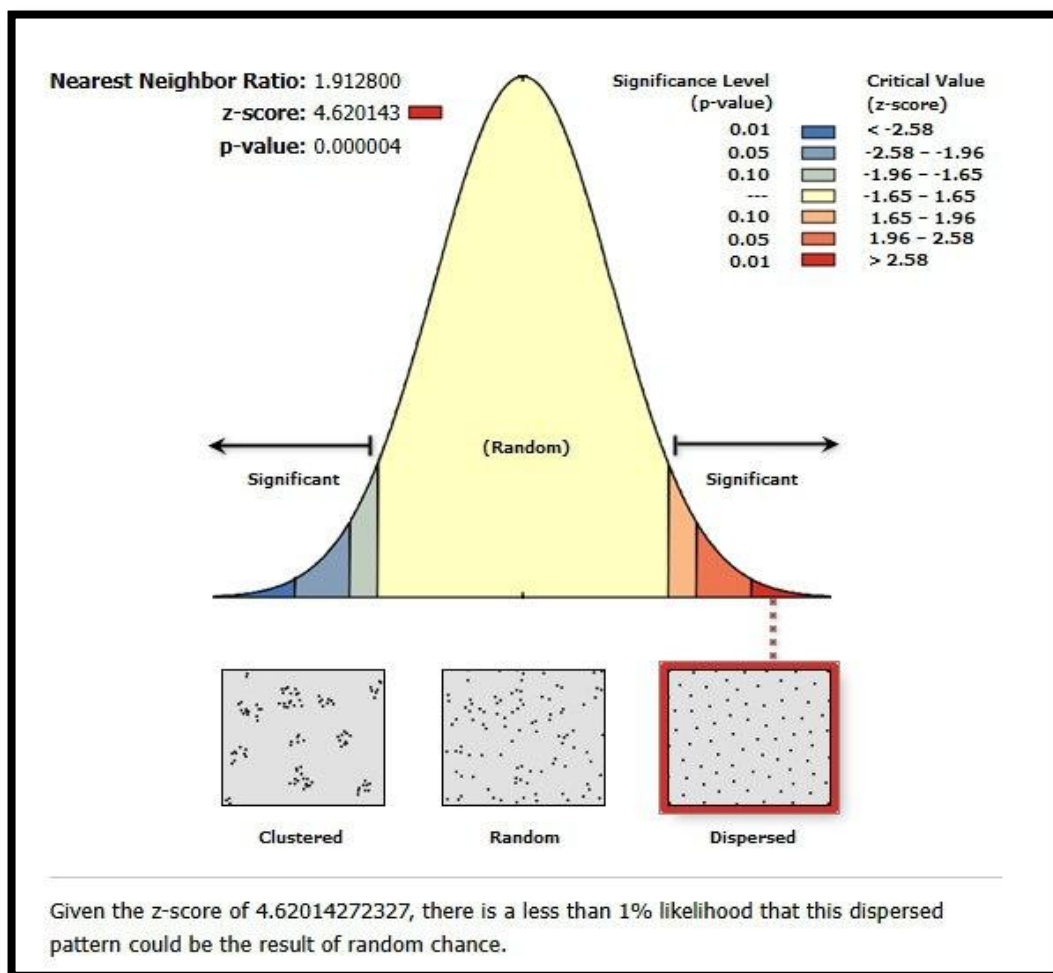 Nearest Neighbor Ratio: 1.912800
z-score: 4.620143
p-value: 0.000004
Significance Level
(p-value)
Critical Value
(z-score)
0.01 < -2.58
0.05 -2.58 – -1.96
0.10 -1.96 – -1.65
--- -1.65 – 1.65
0.10 1.65 – 1.96
0.05 1.96 – 2.58
0.01 > 2.58
(Random)
Significant
Significant
Clustered
Random
Dispersed
Given the z-score of 4.62014272327, there is a less than 1% likelihood that this dispersed
pattern could be the result of random chance.